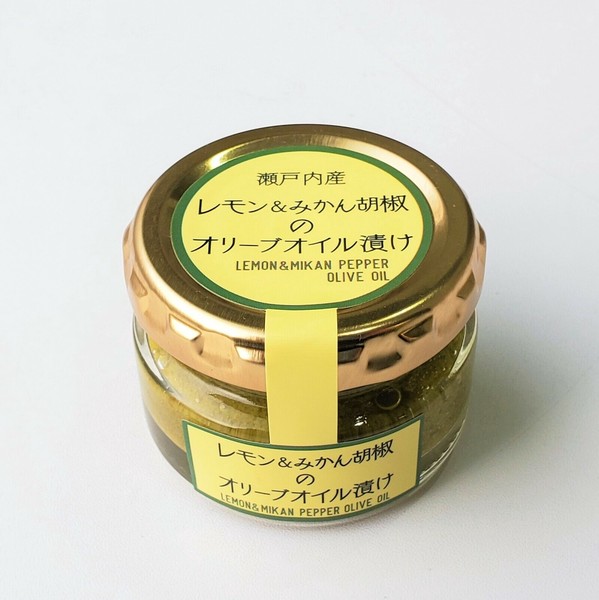 瀬戸内産
レモン&みかん胡椒
の
オリーブオイル漬け
LEMON&MIKAN PEPPER
OLIVE OIL
レモン&みかん胡椒
の
オリーブオイル漬け
LEMON&MIKAN PEPPER OLIVE OIL